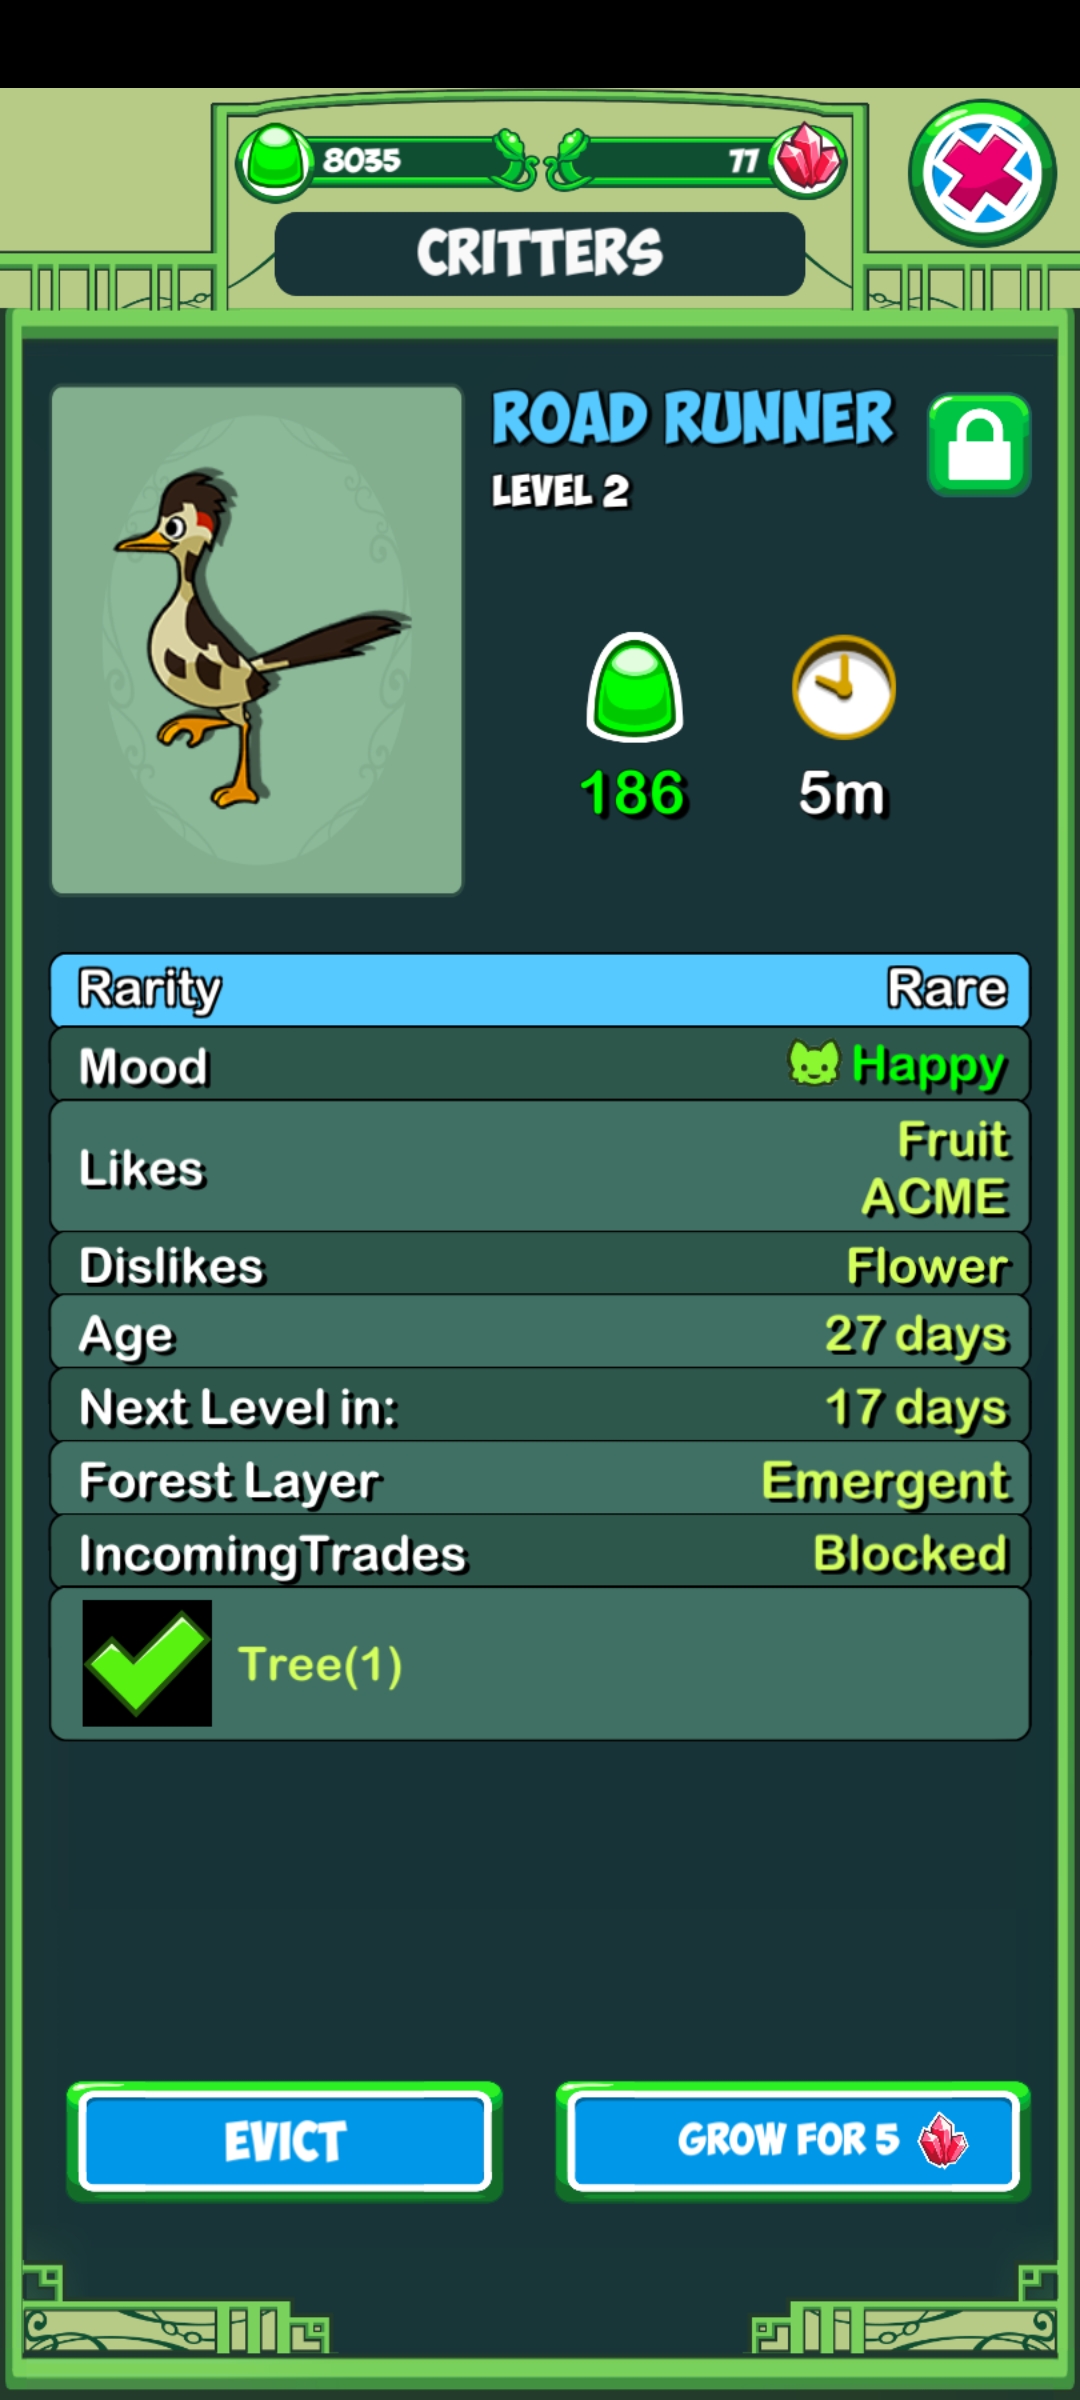 8035
77
CRITTERS
ROAD RUNNER
LEVEL 2
186
5m
Rarity Rare
Mood Happy
Likes Fruit
ACME
Dislikes Flower
Age 27 days
Next Level in: 17 days
Forest Layer Emergent
IncomingTrades Blocked
Tree(1)
EVICT
GROW FOR 5